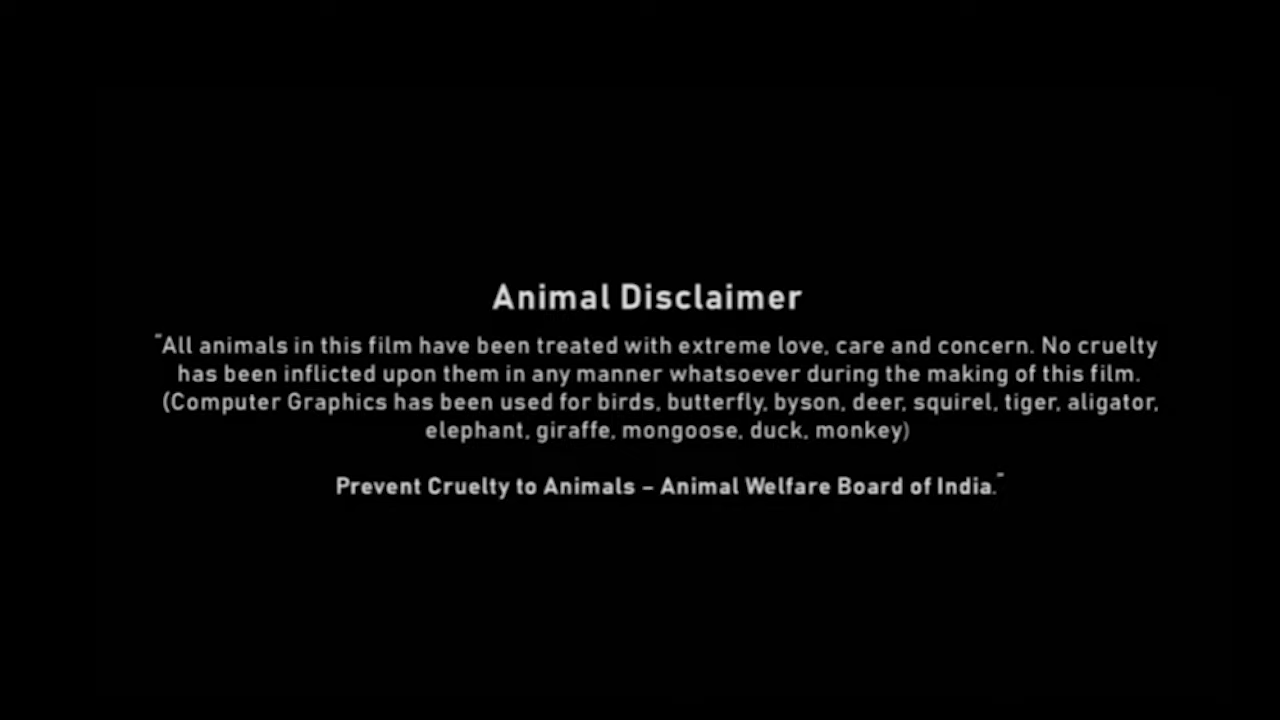 Animal Disclaimer
"All animals in this film have been treated with extreme love, care and concern. No cruelty
has been inflicted upon them in any manner whatsoever during the making of this film.
(Computer Graphics has been used for birds, butterfly, byson, deer, squirel, tiger, aligator,
elephant, giraffe, mongoose, duck, monkey)
Prevent Cruelty to Animals – Animal Welfare Board of India."